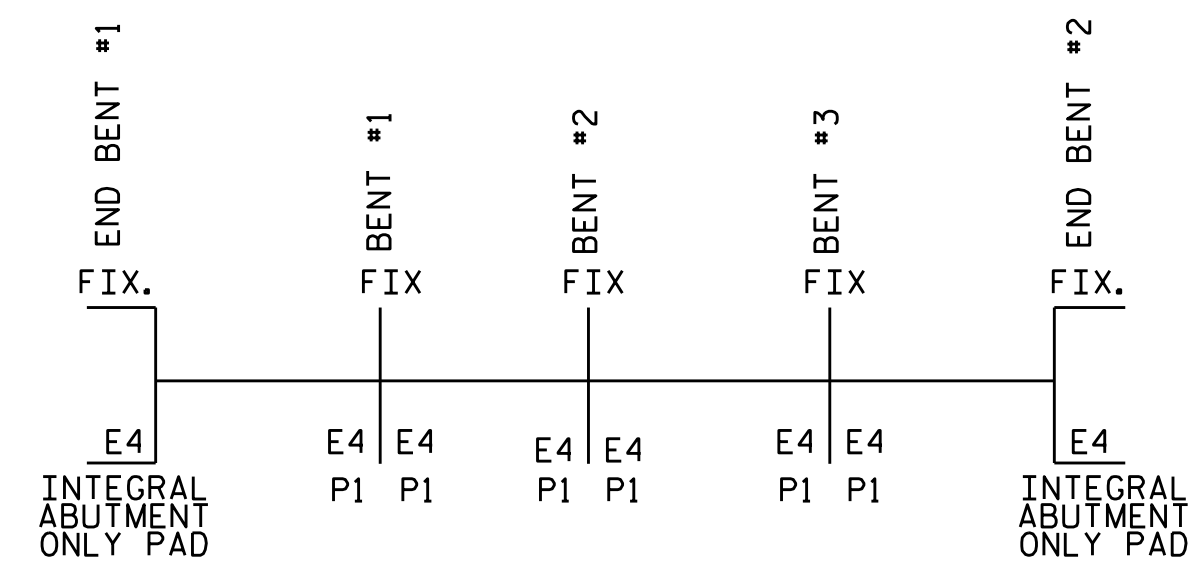 END BENT #1
BENT #1
BENT #2
BENT #3
END BENT #2
FIX.
FIX
FIX
FIX
FIX.
E4
E4 E4
E4 E4
E4 E4
E4
P1 P1
P1 P1
P1 P1
INTEGRAL
ABUTMENT
ONLY PAD
INTEGRAL
ABUTMENT
ONLY PAD